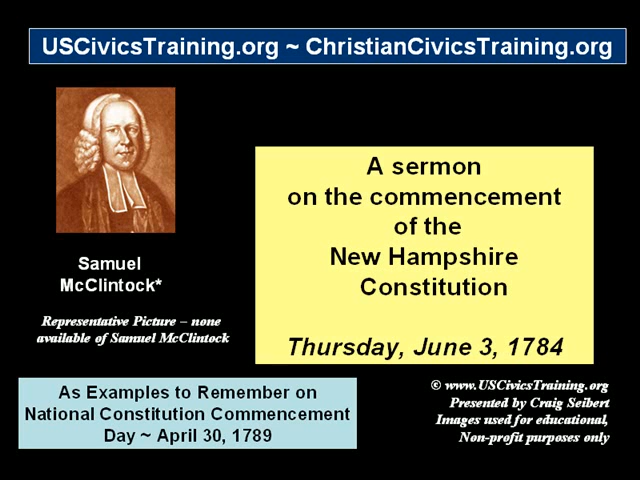 USCivicsTraining.org ~ ChristianCivicsTraining.org
Samuel
McClintock*
Representative Picture – none
available of Samuel McClintock
A sermon
on the commencement
of the
New Hampshire
Constitution
Thursday, June 3, 1784
As Examples to Remember on
National Constitution Commencement
Day ~ April 30, 1789
© www.USCivicsTraining.org
Presented by Craig Seibert
Images used for educational,
Non-profit purposes only